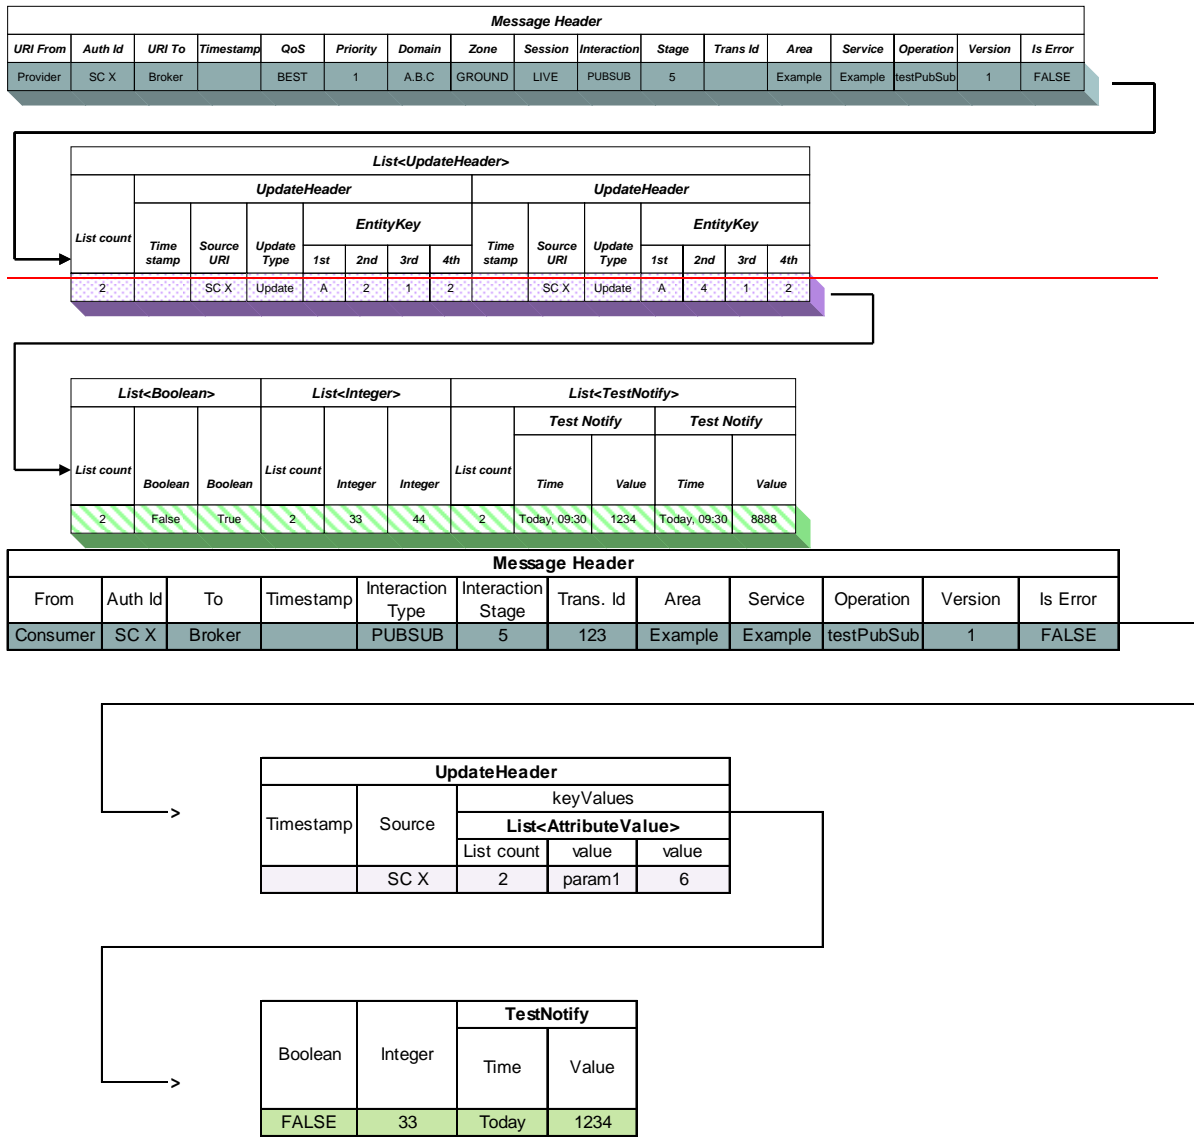 Message Header
URI From Auth Id URI To Timestamp QoS Priority Domain Zone Session Interaction Stage Trans Id Area Service Operation Version Is Error
Provider SC X Broker BEST 1 A.B.C GROUND LIVE PUBSUB 5 Example Example testPubSub 1 FALSE
List<UpdateHeader>
UpdateHeader UpdateHeader
List count EntityKey EntityKey
Time Source Update Time Source Update
stamp URI Type 1st 2nd 3rd 4th stamp URI Type 1st 2nd 3rd 4th
2 SC X Update A 2 1 2 SC X Update A 4 1 2
List<Boolean> List<Integer> List<TestNotify>
Test Notify Test Notify
List count List count List count
Boolean Boolean Integer Integer Time Value Time Value
2 False True 2 33 44 2 Today, 09:30 1234 Today, 09:30 8888
Message Header
From Auth Id To Timestamp Interaction Type Interaction Stage Trans. Id Area Service Operation Version Is Error
Consumer SC X Broker PUBSUB 5 123 Example Example testPubSub 1 FALSE
UpdateHeader
keyValues
Timestamp Source List<AttributeValue>
List count value value
SC X 2 param1 6
>
TestNotify
Boolean Integer Time Value
>
FALSE 33 Today 1234